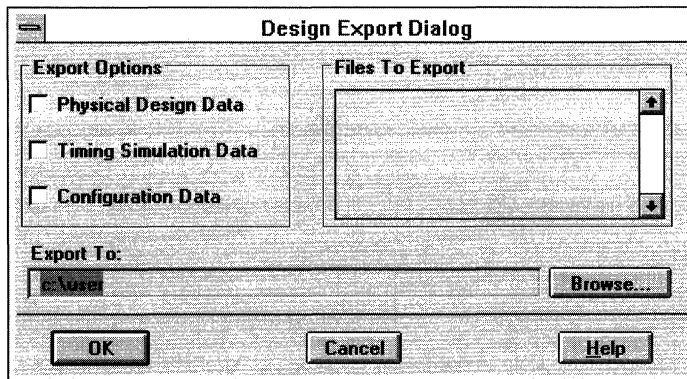 Design Export Dialog
Export Options
Files To Export
Physical Design Data
Timing Simulation Data
Configuration Data
Export To:
c:\user
Browse...
OK
Cancel
Help